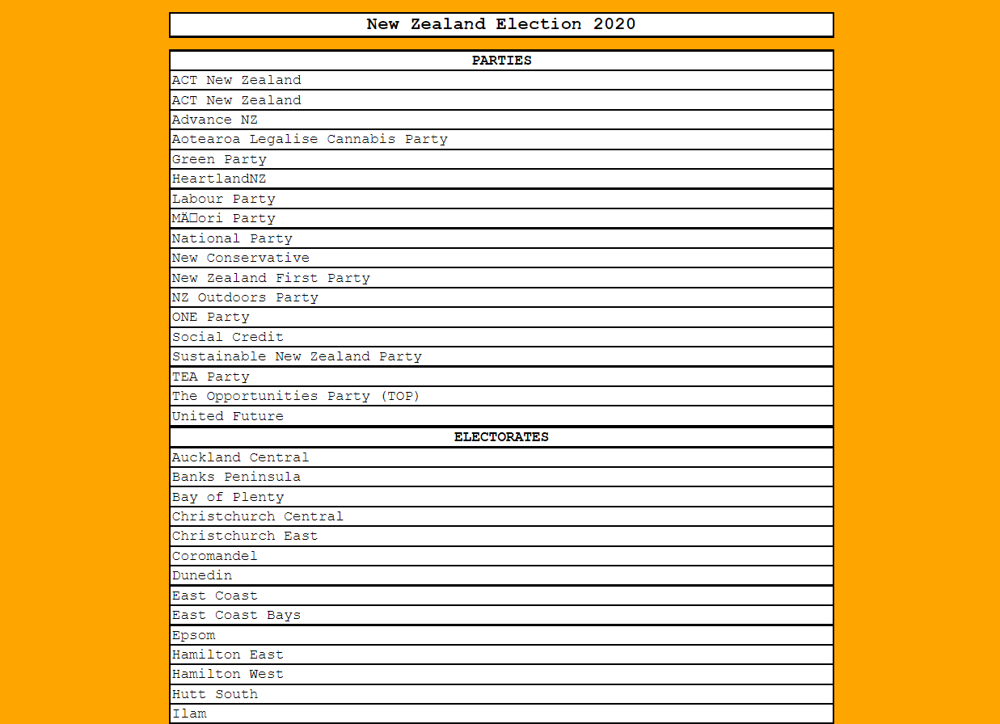 New Zealand Election 2020
PARTIES
ACT New Zealand
ACT New Zealand
Advance NZ
Aotearoa Legalise Cannabis Party
Green Party
HeartlandNZ
Labour Party
MÄ□ori Party
National Party
New Conservative
New Zealand First Party
NZ Outdoors Party
ONE Party
Social Credit
Sustainable New Zealand Party
TEA Party
The Opportunities Party (TOP)
United Future
ELECTORATES
Auckland Central
Banks Peninsula
Bay of Plenty
Christchurch Central
Christchurch East
Coromandel
Dunedin
East Coast
East Coast Bays
Epsom
Hamilton East
Hamilton West
Hutt South
Ilam